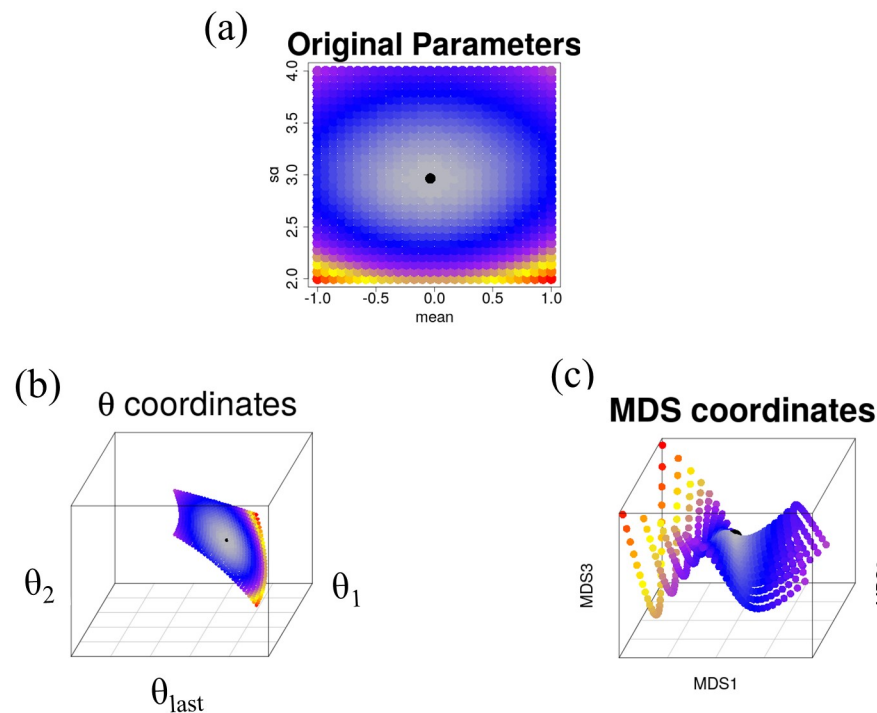 (a)
Original Parameters
4.0
3.5
3.0
2.5
2.0
sd
-1.0 -0.5 0.0 0.5 1.0
mean
(b)
θ coordinates
θ2
θ1
θlast
(c)
MDS coordinates
MDS3
MDS1